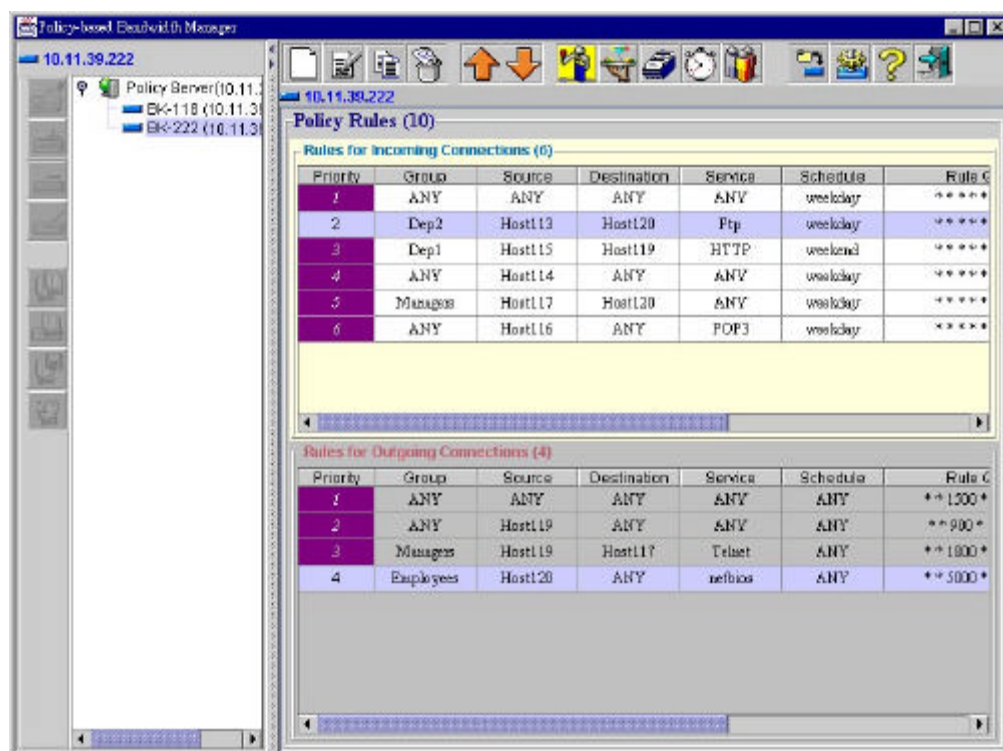 Policy-based Bandwidth Manager
10.11.39.222
Policy Server(10.11.
BK-118 (10.11.3
BK-222 (10.11.3
10.11.39.222
Policy Rules (10)
Rules for Incoming Connections (6)
Priority Group Source Destination Service Schedule Rule
1 ANY ANY ANY ANY weekday * * * * *
2 Dep2 Host113 Host120 Ftp weekday * * * * *
3 Dep1 Host115 Host119 HTTP weekend * * * * *
4 ANY Host114 ANY ANY weekday * * * * *
5 Managers Host117 Host120 ANY weekday * * * * *
6 ANY Host116 ANY POP3 weekday * * * * *
Rules for Outgoing Connections (4)
Priority Group Source Destination Service Schedule Rule
1 ANY ANY ANY ANY ANY * * 1500 *
2 ANY Host119 ANY ANY ANY * * 900 *
3 Managers Host119 Host117 Telnet ANY * * 1800 *
4 Employees Host120 ANY netbios ANY * * 5000 *